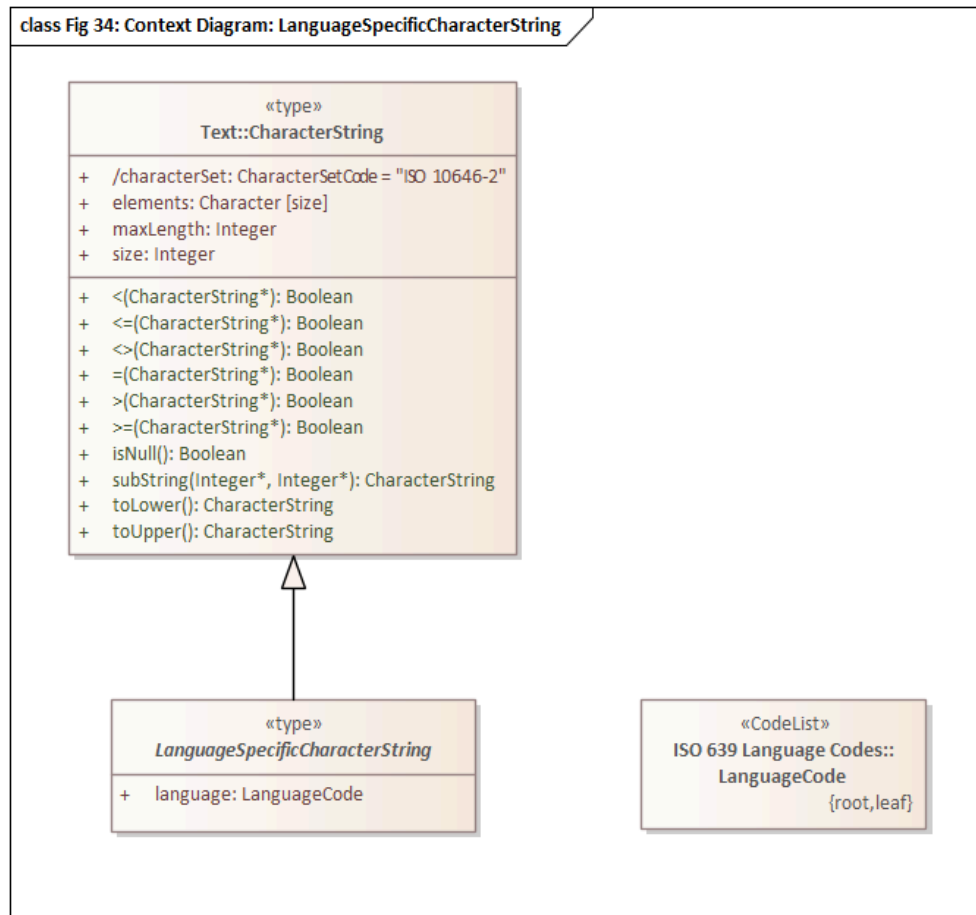 class Fig 34: Context Diagram: LanguageSpecificCharacterString
«type»
Text::CharacterString
+ /characterSet: CharacterSetCode = "ISO 10646-2"
+ elements: Character [size]
+ maxLength: Integer
+ size: Integer
+ <(CharacterString*): Boolean
+ <=(CharacterString*): Boolean
+ <>(CharacterString*): Boolean
+ =(CharacterString*): Boolean
+ >(CharacterString*): Boolean
+ >=(CharacterString*): Boolean
+ isNull(): Boolean
+ subString(Integer*, Integer*): CharacterString
+ toLower(): CharacterString
+ toUpper(): CharacterString
«type»
LanguageSpecificCharacterString
+ language: LanguageCode
«CodeList»
ISO 639 Language Codes::
LanguageCode
{root,leaf}